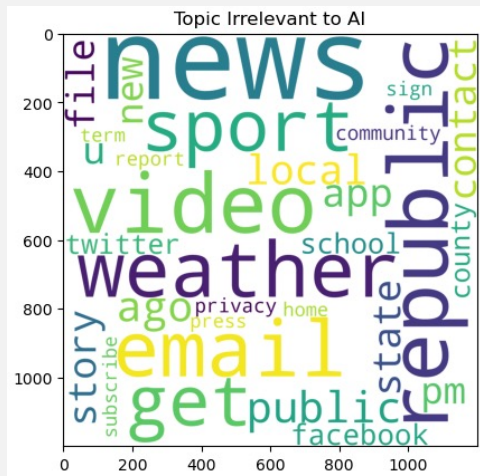 Topic Irrelevant to AI
0
200
400
600
800
1000
0
200
400
600
800
1000
news
file
new
sign
contact
republic
sport
community
term
u
report
local
app
video
twitter
school
county
weather
ago
privacy
home
press
state
story
subscribe
email
get
public
pm
facebook